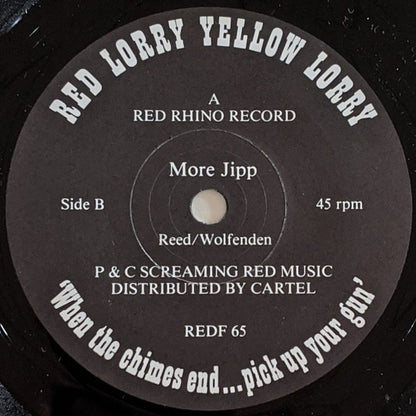 RED LORRY YELLOW LORRY
A
RED RHINO RECORD
More Jipp
Side B
45 rpm
Reed/Wolfenden
P & C SCREAMING RED MUSIC
DISTRIBUTED BY CARTEL
REDF 65
'When the chimes end...pick up your gun'